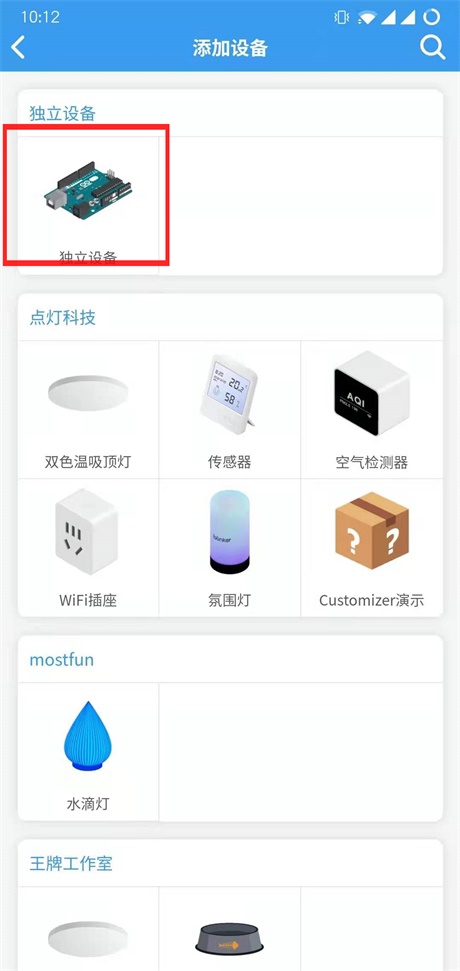 10:12
添加设备
独立设备
独立设备
点灯科技
20.2
58
AQI
双色温吸顶灯
传感器
空气检测器
blinker
? ?
WiFi插座
氛围灯
Customizer演示
mostfun
水滴灯
王牌工作室